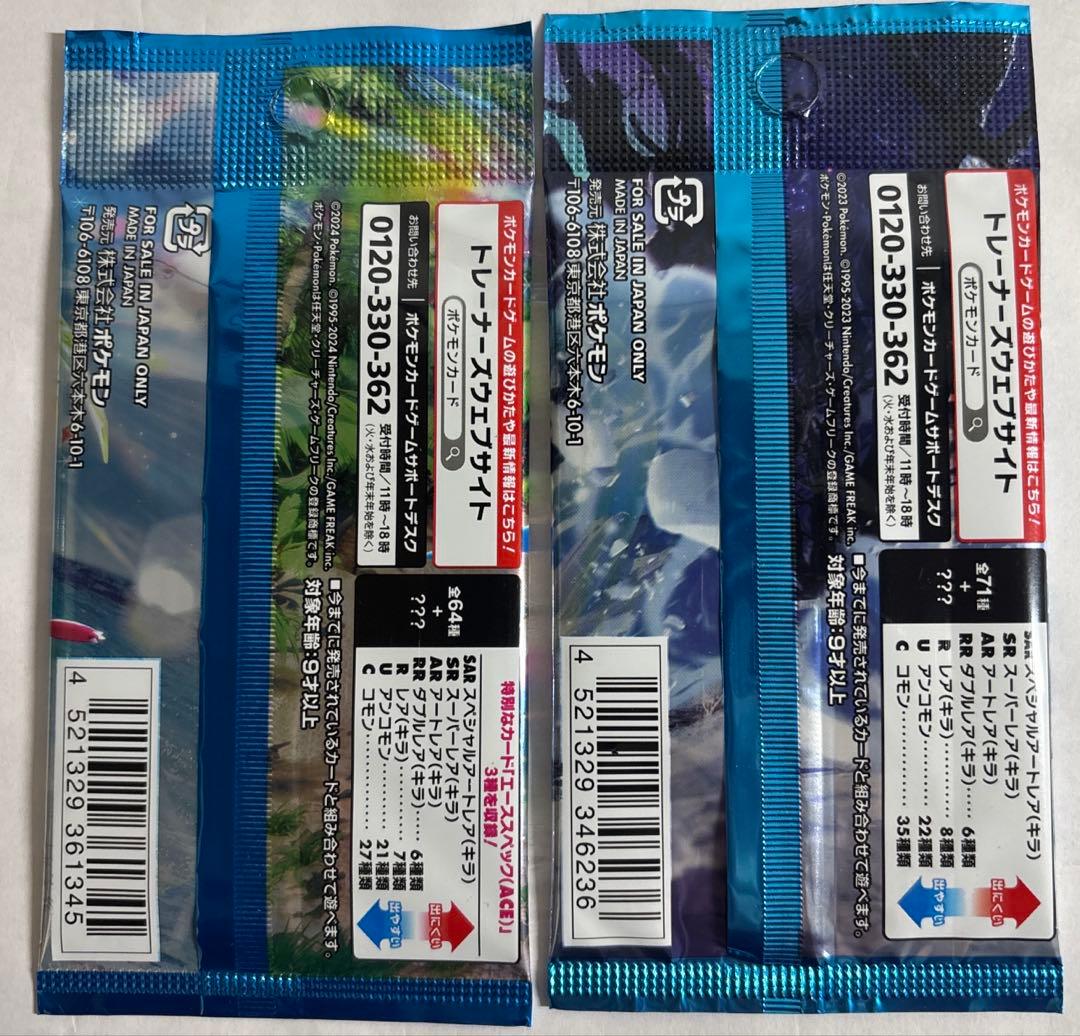 ポケモンカードゲームの遊びかたや最新情報はこちら!
トレーナーズウェブサイト
ポケモンカード
お問い合わせ先 ポケモンカードゲームサポートデスク
0120-330-362 受付時間/11時~18時
(火・水および年末年始を除く)
©2024 Pokémon. ©1995-2024 Nintendo/Creatures Inc./GAME FREAK inc.
ポケモン・Pokémonは任天堂・クリーチャーズ・ゲームフリークの登録商標です。
プラ
FOR SALE IN JAPAN ONLY
MADE IN JAPAN
発売元 株式会社ポケモン
〒106-6108 東京都港区六本木6-10-1
特別なカード「エーススペック(ACE)」
3種を収録!
全64種
+
???
SAR スペシャルアートレア(キラ)
SR スーパーレア(キラ)
AR アートレア(キラ)
RR ダブルレア(キラ)…… 6種類
R レア(キラ)…… 7種類
U アンコモン…… 21種類
C コモン…… 27種類
出にくい
出やすい
■今までに発売されているカードと組み合わせて遊べます。
対象年齢:9才以上
4 521329 361345
ポケモンカードゲームの遊びかたや最新情報はこちら!
トレーナーズウェブサイト
ポケモンカード
お問い合わせ先 ポケモンカードゲームサポートデスク
0120-330-362 受付時間/11時~18時
(火・水および年末年始を除く)
©2023 Pokémon. ©1995-2023 Nintendo/Creatures Inc./GAME FREAK inc.
ポケモン・Pokémonは任天堂・クリーチャーズ・ゲームフリークの登録商標です。
プラ
FOR SALE IN JAPAN ONLY
MADE IN JAPAN
発売元 株式会社ポケモン
〒106-6108 東京都港区六本木6-10-1
全71種
+
???
SAR スペシャルアートレア(キラ)
SR スーパーレア(キラ)
AR アートレア(キラ)
RR ダブルレア(キラ)…… 6種類
R レア(キラ)…… 8種類
U アンコモン…… 22種類
C コモン…… 35種類
出にくい
出やすい
■今までに発売されているカードと組み合わせて遊べます。
対象年齢:9才以上
4 521329 346236